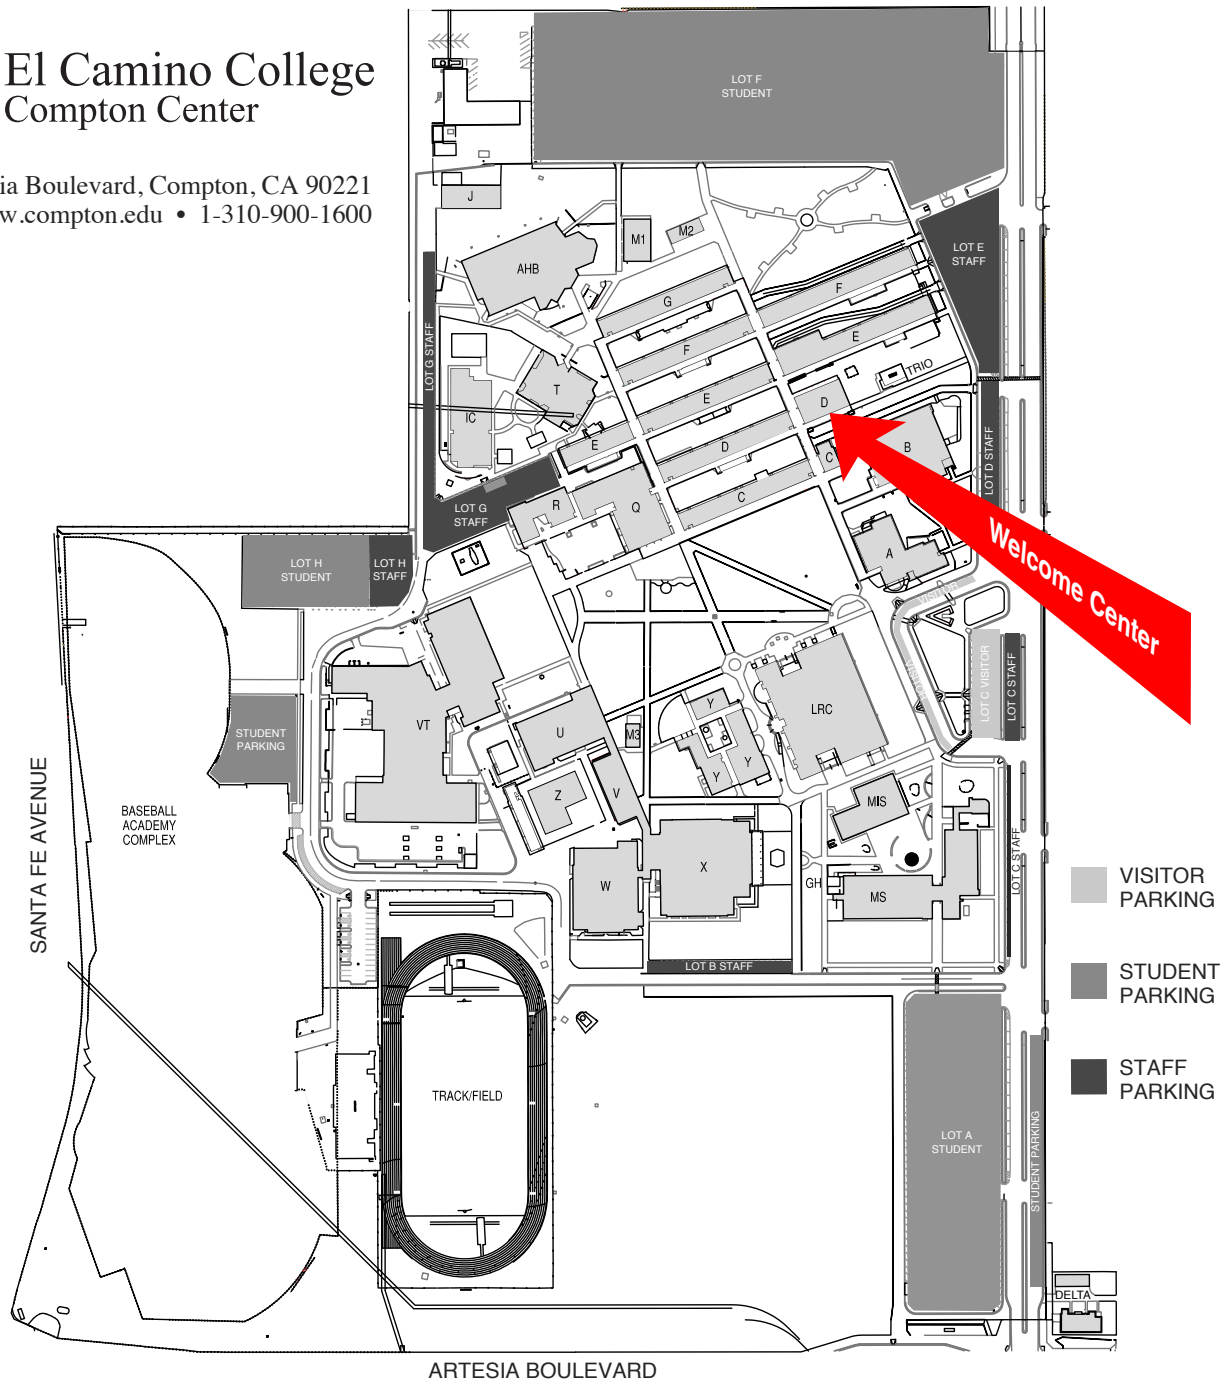 El Camino College
Compton Center
ia Boulevard, Compton, CA 90221
w.compton.edu • 1-310-900-1600
LOT F
STUDENT
J
M1
M2
AHB
LOT E
STAFF
G
F
F
E
LOT G STAFF
T
IC
E
E
D
TRIO
D
C
B
LOT D STAFF
C
LOT G
STAFF
R
Q
A
Welcome Center
LOT H
STUDENT
LOT H
STAFF
VISITOR
VISITOR
LOT C VISITOR
LOT C STAFF
VT
U
M3
Y
Y
Y
LRC
STUDENT
PARKING
SANTA FE AVENUE
BASEBALL
ACADEMY
COMPLEX
Z
V
MIS
W
X
GH
MS
LOT C STAFF
LOT B STAFF
VISITOR
PARKING
STUDENT
PARKING
STAFF
PARKING
TRACK/FIELD
LOT A
STUDENT
STUDENT PARKING
DELTA
ARTESIA BOULEVARD